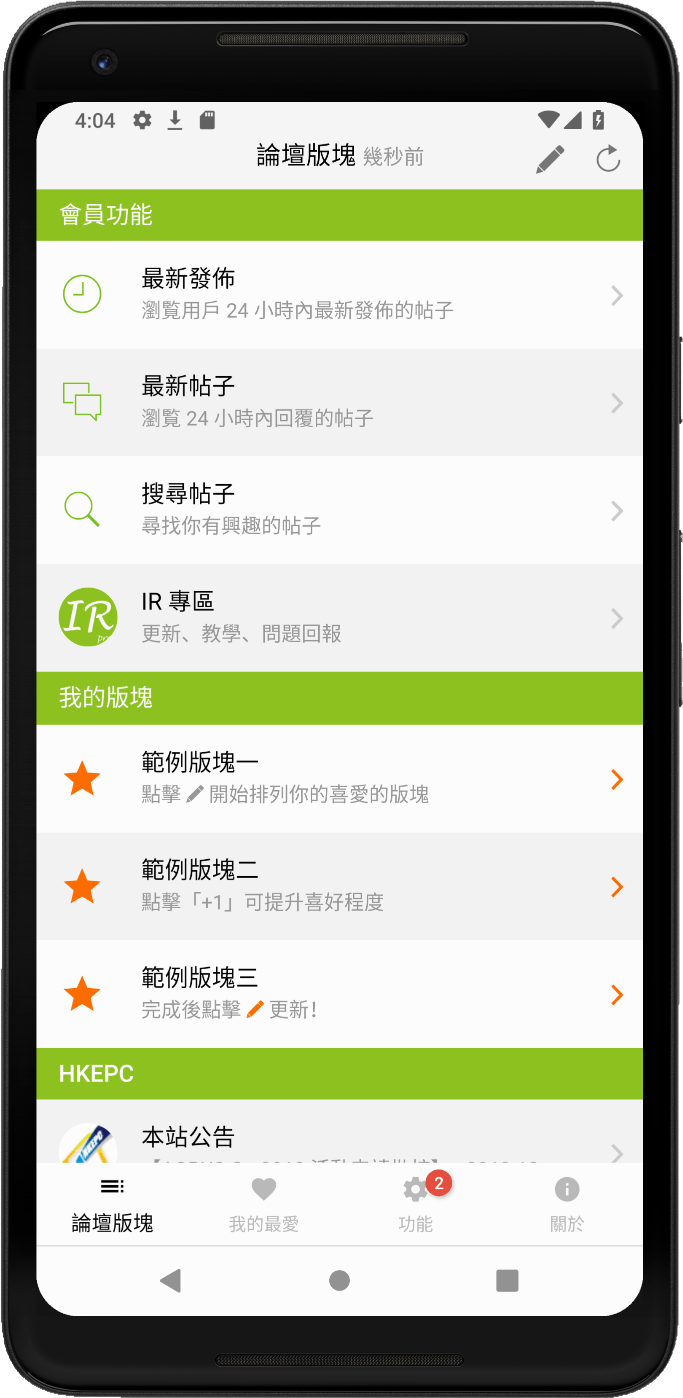 4:04
論壇版塊 幾秒前
會員功能
最新發佈
瀏覧用戶 24 小時內最新發佈的帖子
最新帖子
瀏覧 24 小時內回覆的帖子
搜尋帖子
尋找你有興趣的帖子
IR
IR 專區
更新、教學、問題回報
我的版塊
範例版塊一
點擊 開始排列你的喜愛的版塊
範例版塊二
點擊「+1」可提升喜好程度
範例版塊三
完成後點擊 更新!
HKEPC
本站公告
2
論壇版塊
我的最愛
功能
關於